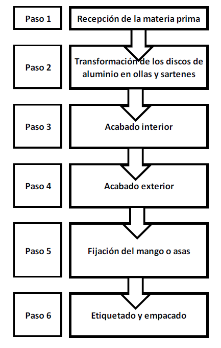 Paso 1
Recepción de la materia prima
Paso 2
Transformación de los discos de
aluminio en ollas y sartenes
Paso 3
Acabado interior
Paso 4
Acabado exterior
Paso 5
Fijación del mango o asas
Paso 6
Etiquetado y empacado